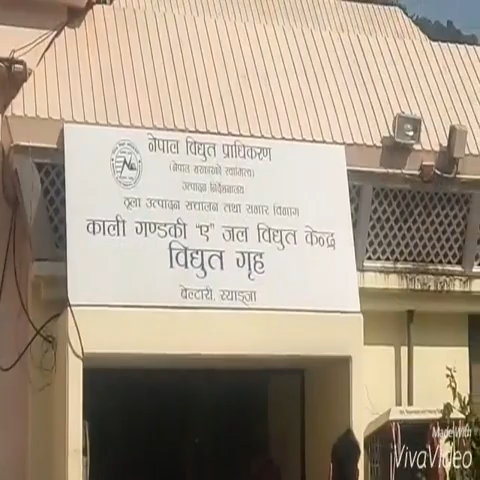 नेपाल विद्युत प्राधिकरण
(नेपाल सरकारको स्वामित्व)
उत्पादन निर्देशनालय
ठूला उत्पादन सञ्चालन तथा सम्भार विभाग
काली गण्डकी "ए" जल विद्युत केन्द्र
विद्युत गृह
बेल्टारी, स्याङ्जा
Made With
VivaVideo